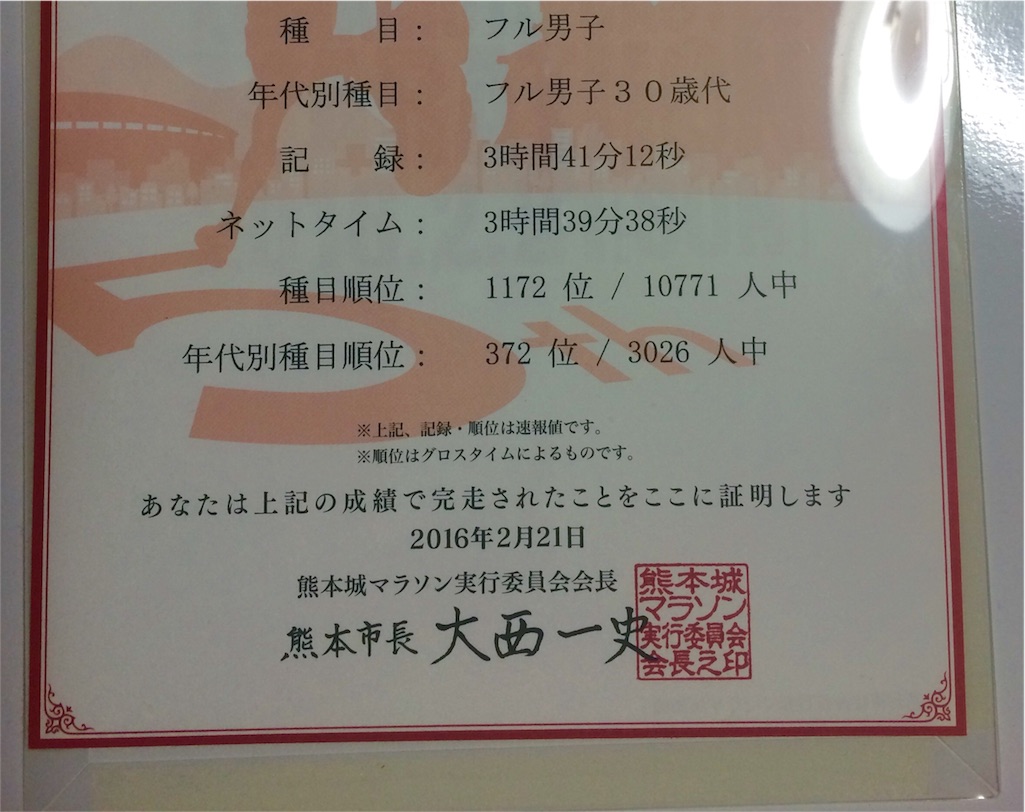 種　　目： フル男子
年代別種目： フル男子３０歳代
記　　録： 3時間41分12秒
ネットタイム： 3時間39分38秒
種目順位： 1172 位 / 10771 人中
年代別種目順位： 372 位 / 3026 人中
※上記、記録・順位は速報値です。
※順位はグロスタイムによるものです。
あなたは上記の成績で完走されたことをここに証明します
2016年2月21日
熊本城マラソン実行委員会会長
熊本市長 大西一史
熊本城
マラソン
実行委員会
会長之印
5th